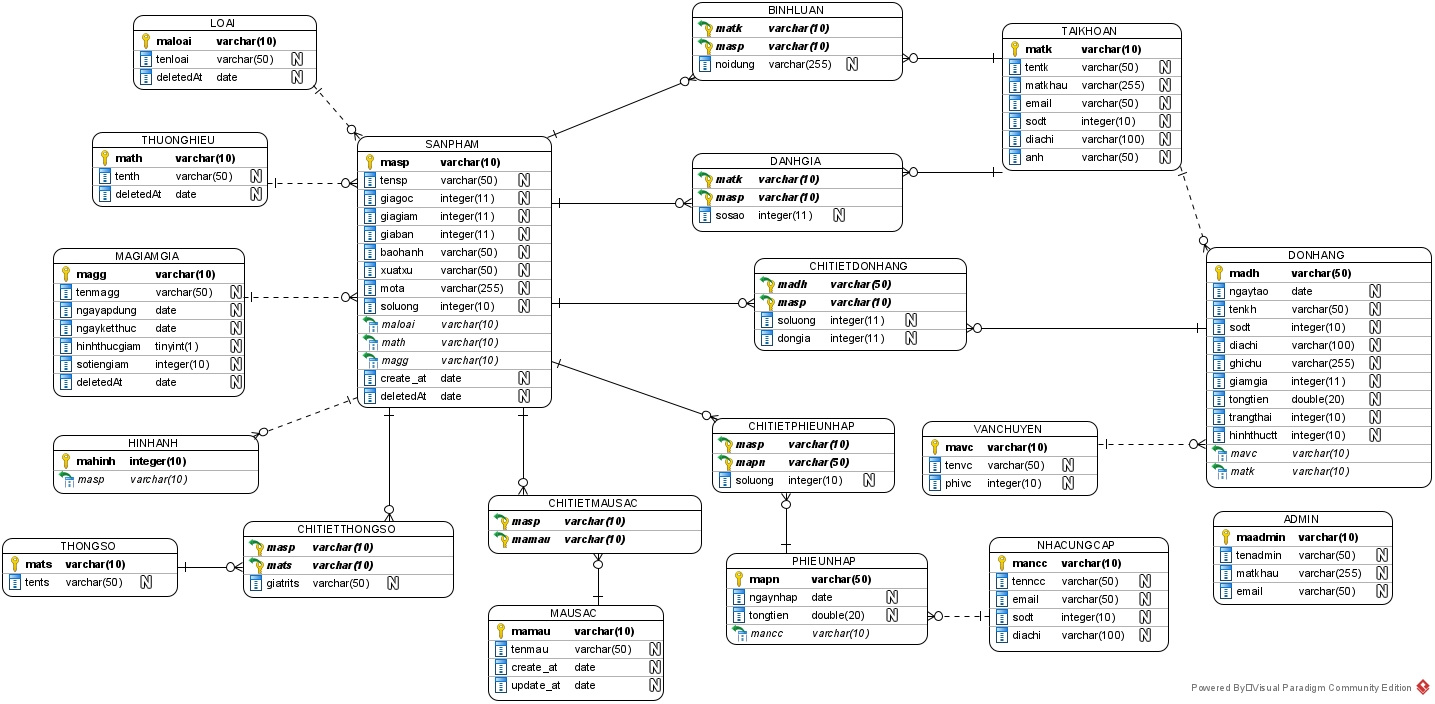 LOAI
maloai varchar(10)
tenloai varchar(50) N
deletedAt date N
THUONGHIEU
math varchar(10)
tenth varchar(50) N
deletedAt date N
MAGIAMGIA
magg varchar(10)
tenmagg varchar(50) N
ngayapdung date N
ngayketthuc date N
hinhthucgiam tinyint(1) N
sotiengiam integer(10) N
deletedAt date N
HINHANH
mahinh integer(10)
masp varchar(10)
THONGSO
mats varchar(10)
tents varchar(50) N
CHITIETTHONGSO
masp varchar(10)
mats varchar(10)
giatrits varchar(50) N
SANPHAM
masp varchar(10)
tensp varchar(50) N
giagoc integer(11) N
giagiam integer(11) N
giaban integer(11) N
baohanh varchar(50) N
xuatxu varchar(50) N
mota varchar(255) N
soluong integer(10) N
maloai varchar(10)
math varchar(10)
magg varchar(10)
create_at date N
deletedAt date N
CHITIETMAUSAC
masp varchar(10)
mamau varchar(10)
MAUSAC
mamau varchar(10)
tenmau varchar(50) N
create_at date N
update_at date N
BINHLUAN
matk varchar(10)
masp varchar(10)
noidung varchar(255) N
DANHGIA
matk varchar(10)
masp varchar(10)
sosao integer(11) N
CHITIETDONHANG
madh varchar(50)
masp varchar(10)
soluong integer(11) N
dongia integer(11) N
CHITIETPHIEUNHAP
masp varchar(10)
mapn varchar(50)
soluong integer(10) N
PHIEUNHAP
mapn varchar(50)
ngaynhap date N
tongtien double(20) N
mancc varchar(10)
TAIKHOAN
matk varchar(10)
tentk varchar(50) N
matkhau varchar(255) N
email varchar(50) N
sodt integer(10) N
diachi varchar(100) N
anh varchar(50) N
VANCHUYEN
mavc varchar(10)
tenvc varchar(50) N
phivc integer(10) N
NHACUNGCAP
mancc varchar(10)
tenncc varchar(50) N
email varchar(50) N
sodt integer(10) N
diachi varchar(100) N
DONHANG
madh varchar(50)
ngaytao date N
tenkh varchar(50) N
sodt integer(10) N
diachi varchar(100) N
ghichu varchar(255) N
giamgia integer(11) N
tongtien double(20) N
trangthai integer(10) N
hinhthuctt integer(10) N
mavc varchar(10)
matk varchar(10)
ADMIN
maadmin varchar(10)
tenadmin varchar(50) N
matkhau varchar(255) N
email varchar(50) N
Powered By Visual Paradigm Community Edition